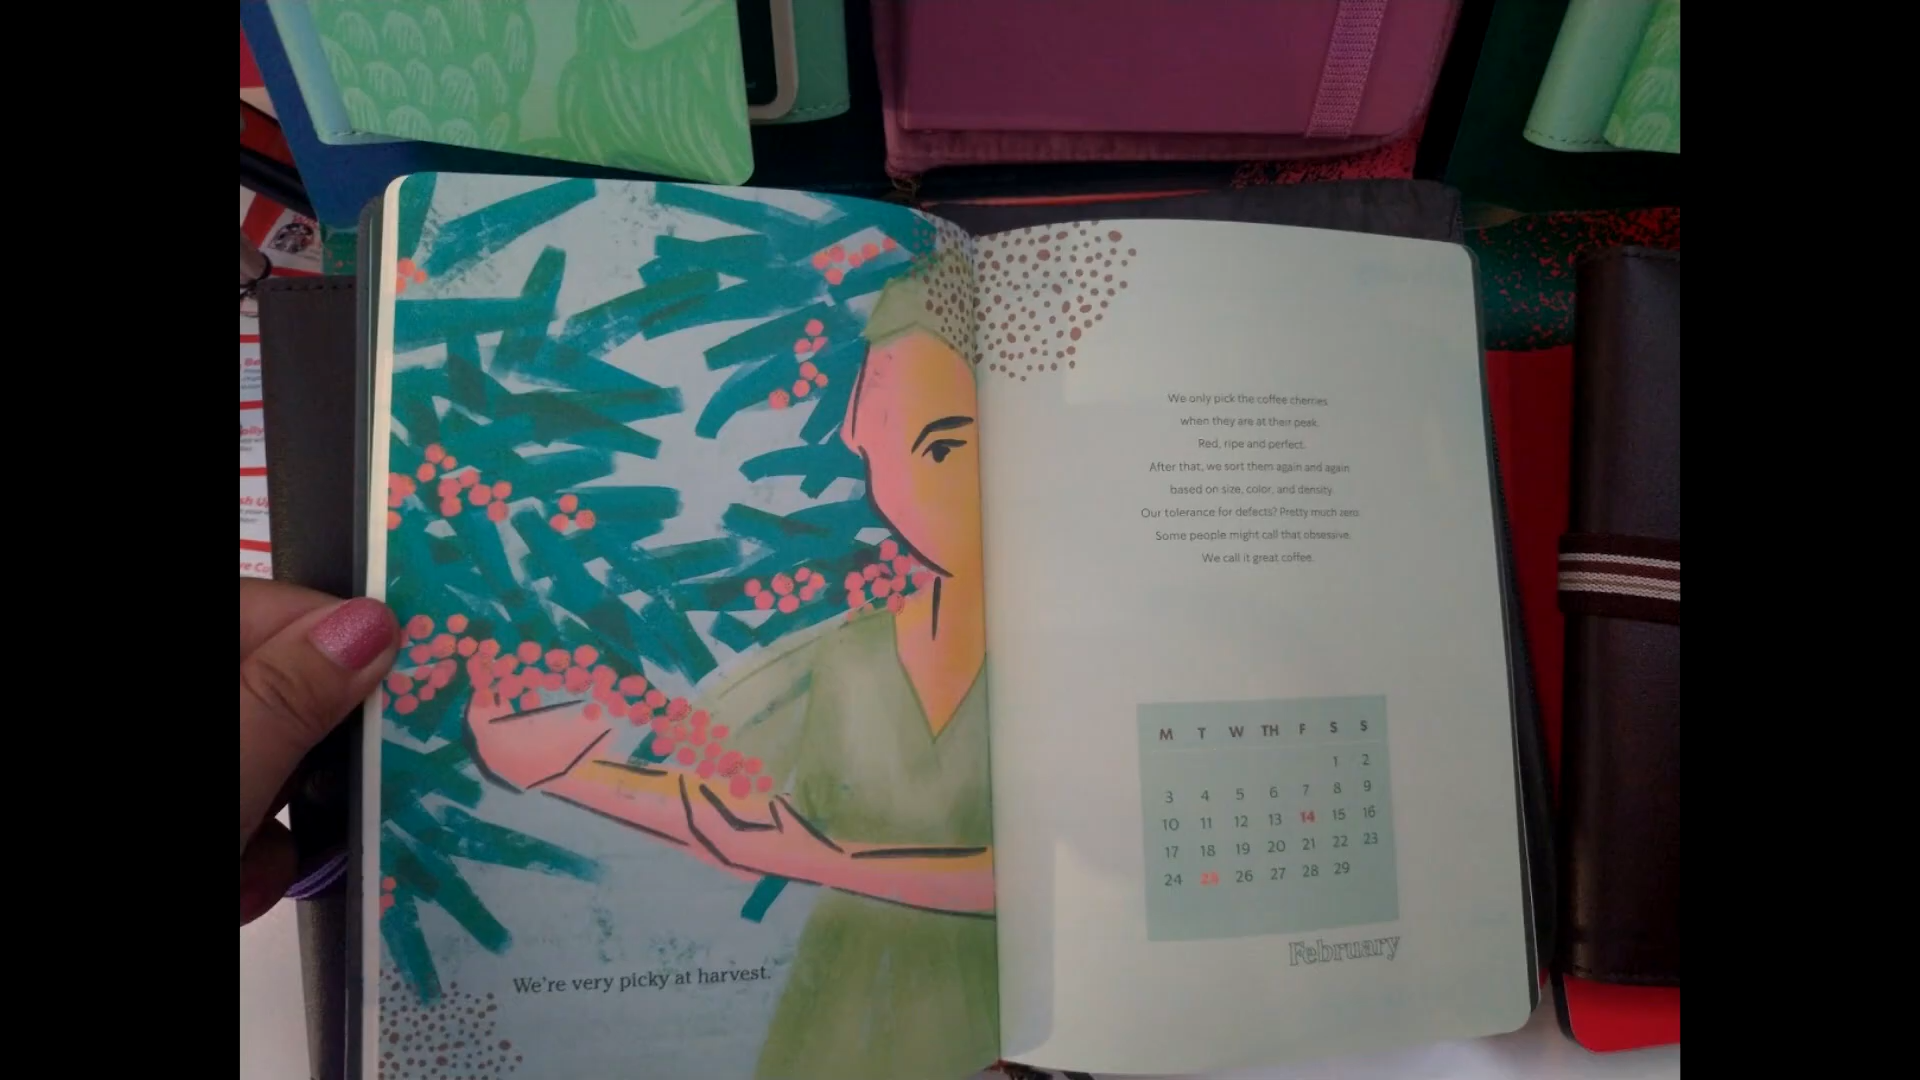 We're very picky at harvest.
We only pick the coffee cherries
when they are at their peek.
Red, ripe and perfect.
After that, we sort them again and again
based on size, color, and density.
Our tolerance for defects? Pretty much zero.
Some people might call that obsessive.
We call it great coffee.
M T W TH F S S
1 2
3 4 5 6 7 8 9
10 11 12 13 14 15 16
17 18 19 20 21 22 23
24 25 26 27 28 29
February